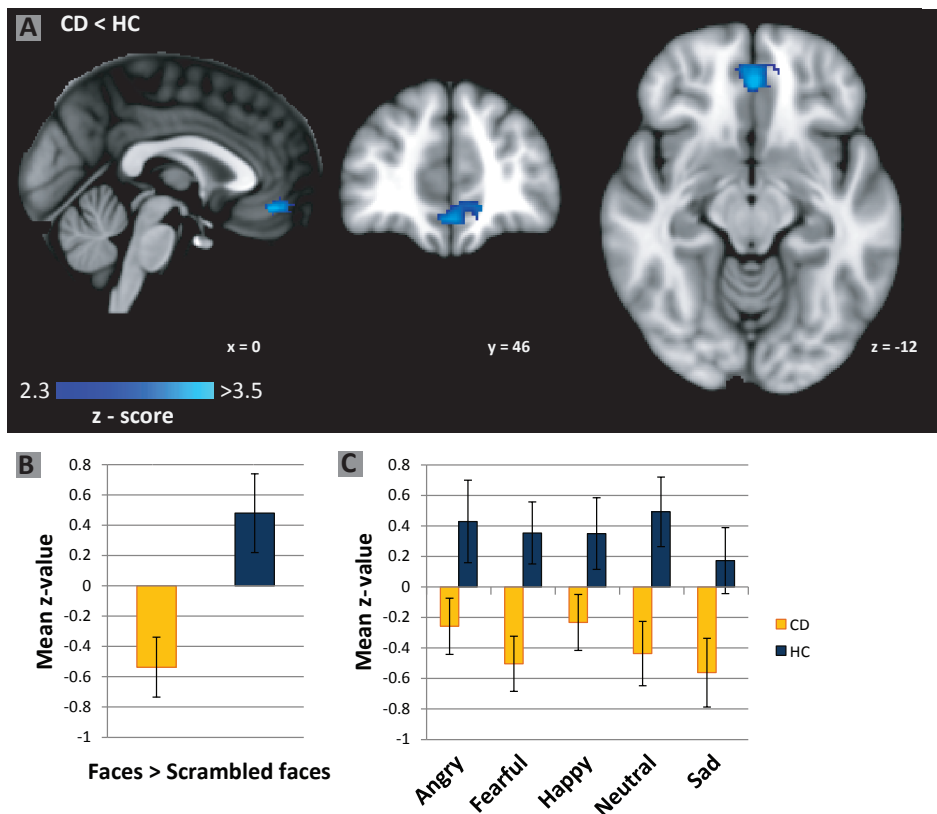 A CD < HC
x = 0
y = 46
z = -12
2.3 >3.5
z - score
B
0.8
0.6
0.4
0.2
0
-0.2
-0.4
-0.6
-0.8
-1
Mean z-value
Faces > Scrambled faces
C
0.8
0.6
0.4
0.2
0
-0.2
-0.4
-0.6
-0.8
-1
Mean z- value
Angry
Fearful
Happy
Neutral
Sad
CD
HC